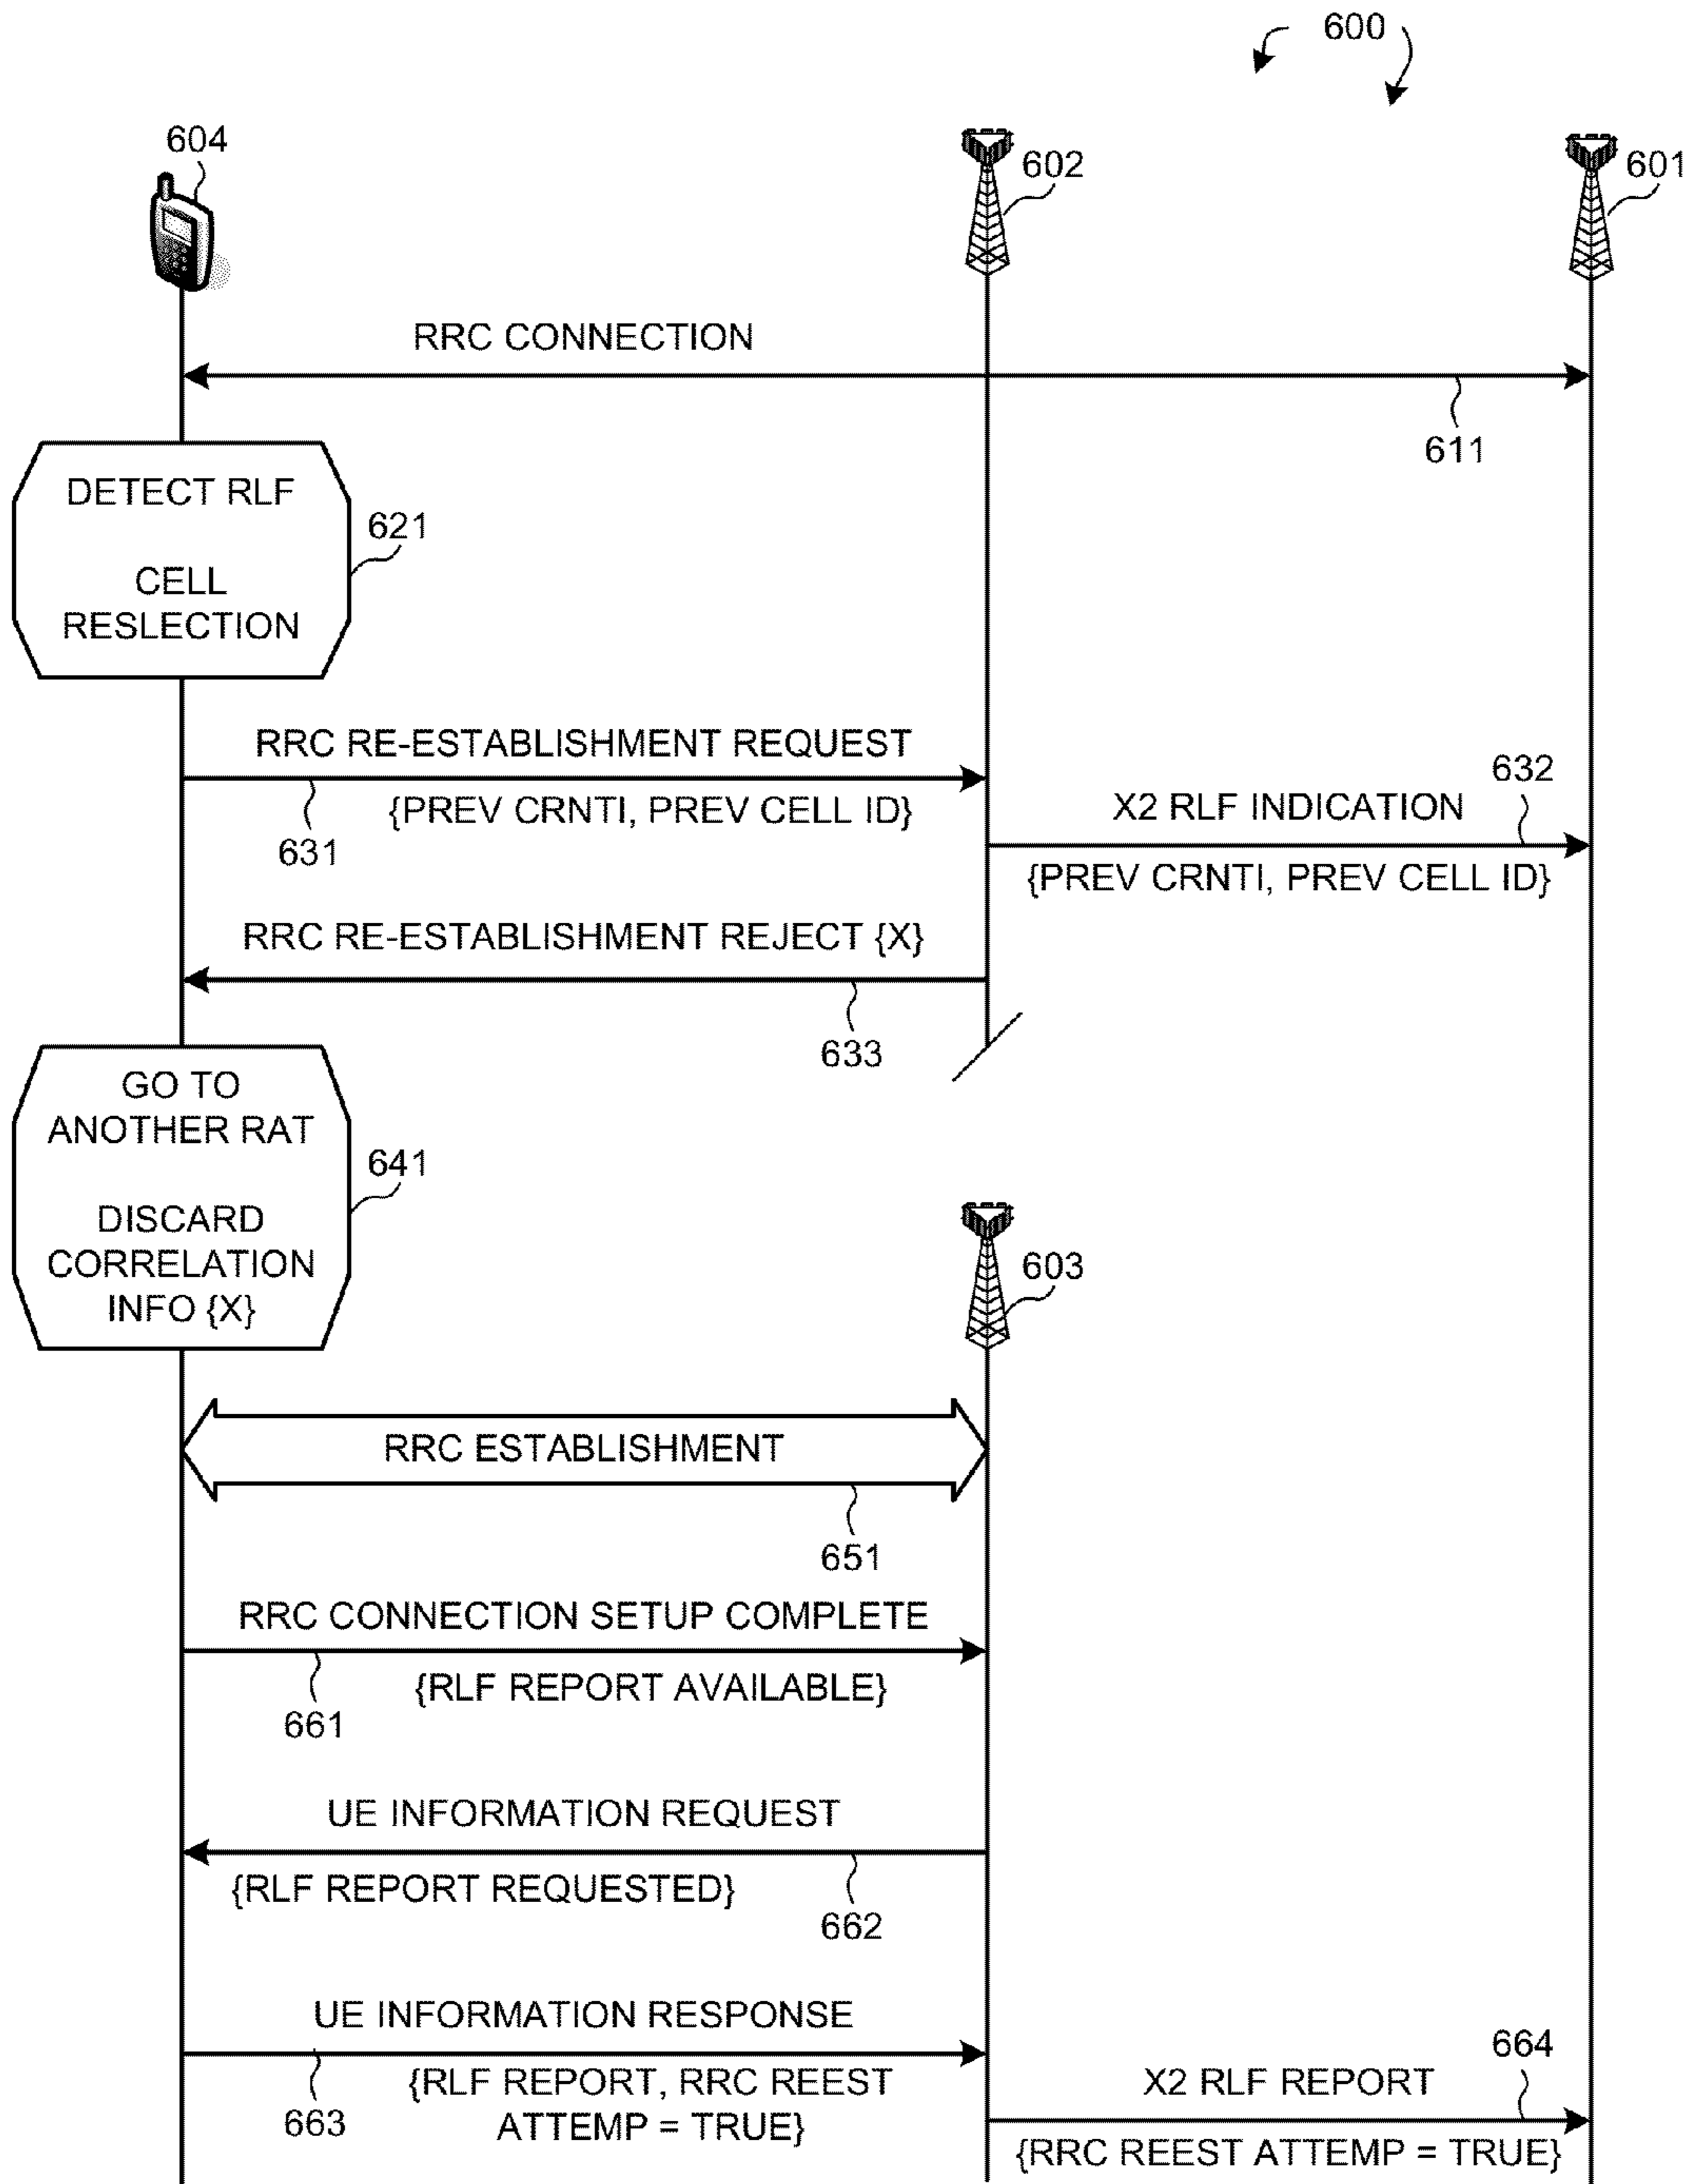 600
604
602
601
RRC CONNECTION
611
DETECT RLF
CELL
RESLECTION
621
RRC RE-ESTABLISHMENT REQUEST
{PREV CRNTI, PREV CELL ID}
631
632
X2 RLF INDICATION
{PREV CRNTI, PREV CELL ID}
RRC RE-ESTABLISHMENT REJECT {X}
633
GO TO
ANOTHER RAT
DISCARD
CORRELATION
INFO {X}
641
603
RRC ESTABLISHMENT
651
RRC CONNECTION SETUP COMPLETE
{RLF REPORT AVAILABLE}
661
UE INFORMATION REQUEST
{RLF REPORT REQUESTED}
662
UE INFORMATION RESPONSE
{RLF REPORT, RRC REEST
ATTEMP = TRUE}
663
664
X2 RLF REPORT
{RRC REEST ATTEMP = TRUE}